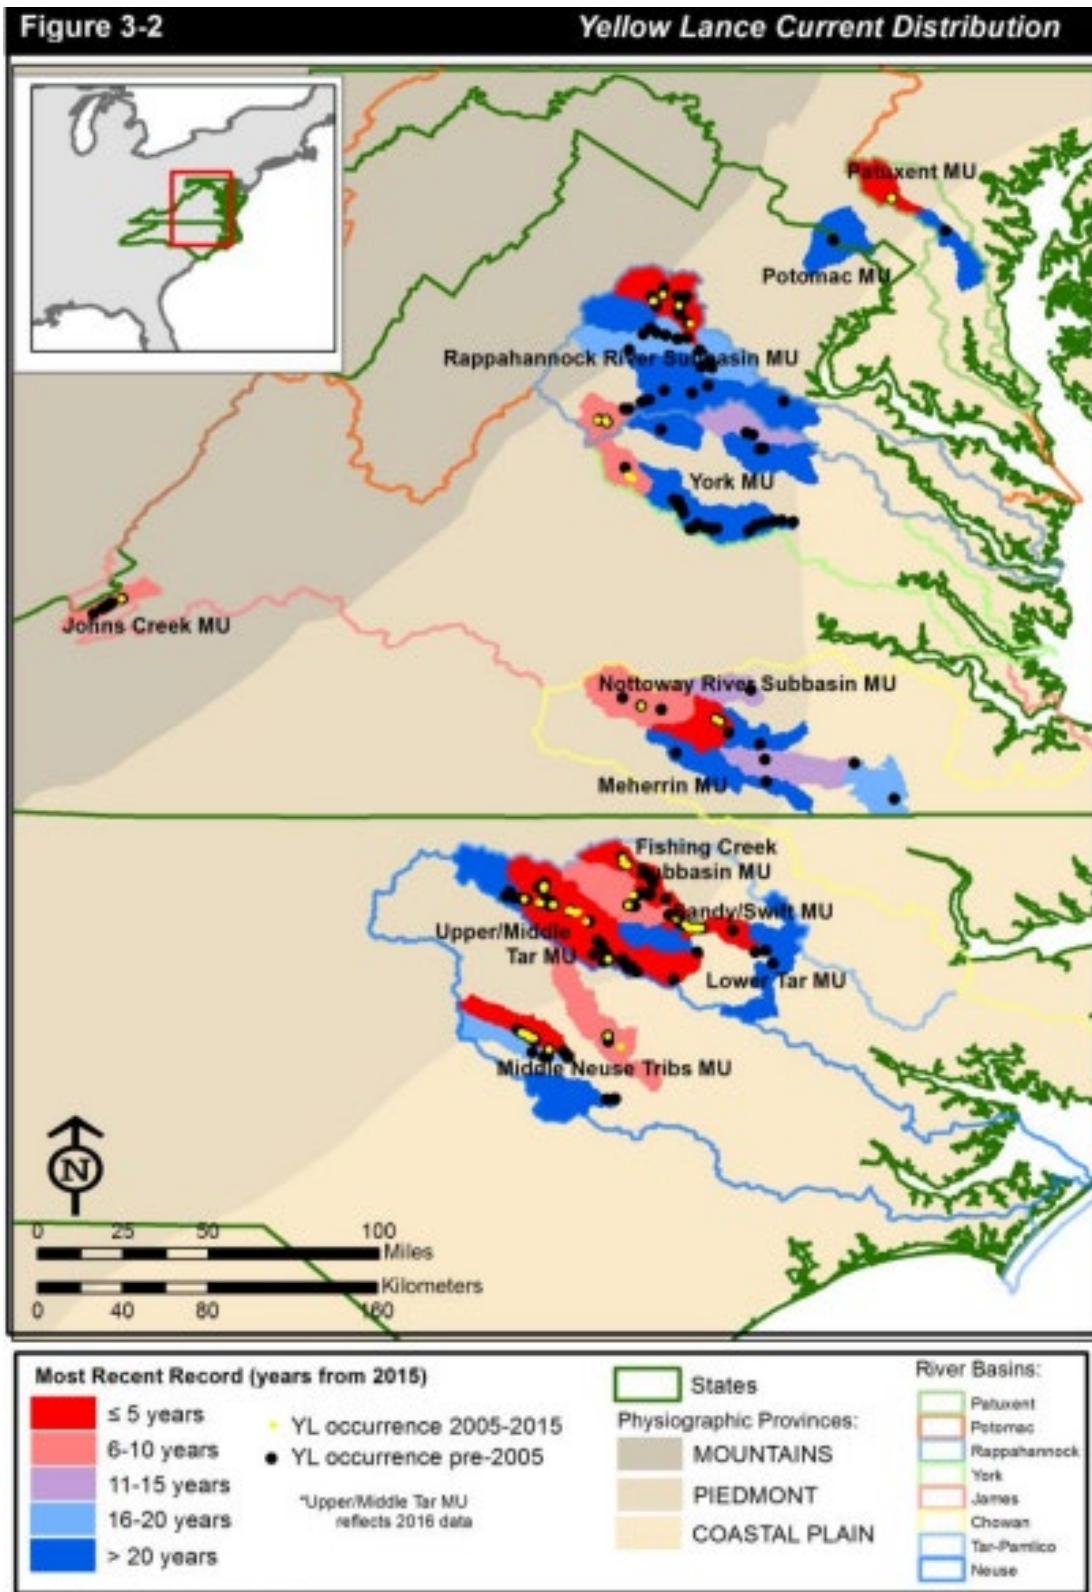 Figure 3-2 Yellow Lance Current Distribution
Patuxent MU
Potomac MU
Rappahannock River Subbasin MU
York MU
Johns Creek MU
Nottoway River Subbasin MU
Meherrin MU
Fishing Creek
Subbasin MU
Sandy/Swift MU
Upper/Middle
Tar MU
Lower Tar MU
Middle Neuse Tribs MU
N
0 25 50 100
Miles
Kilometers
0 40 80 160
Most Recent Record (years from 2015)
≤ 5 years
6-10 years
11-15 years
16-20 years
> 20 years
YL occurrence 2005-2015
YL occurrence pre-2005
*Upper/Middle Tar MU
reflects 2016 data
States
Physiographic Provinces:
MOUNTAINS
PIEDMONT
COASTAL PLAIN
River Basins:
Patuxent
Potomac
Rappahannock
York
James
Chowan
Tar-Pamlico
Neuse